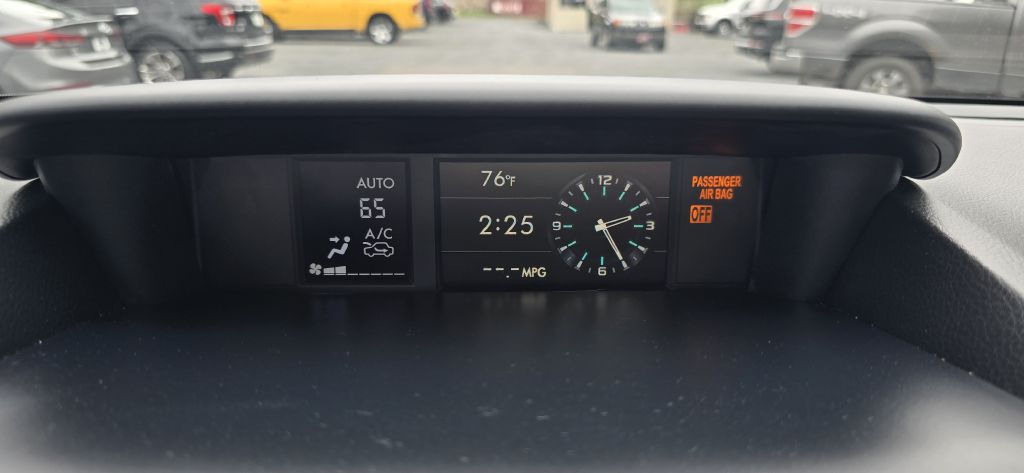 AUTO
65
A/C
76°F
2:25
--.-MPG
12
9 3
6
PASSENGER
AIR BAG
OFF